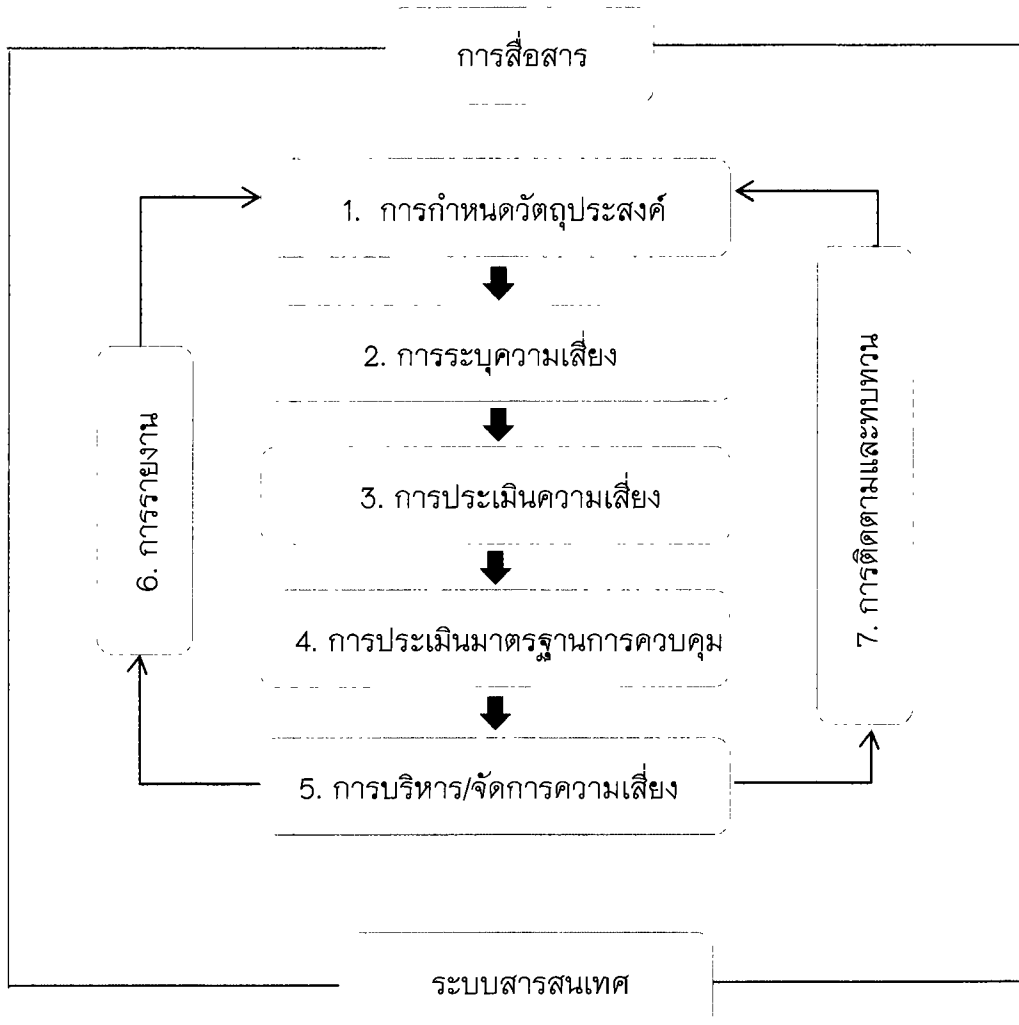 การสื่อสาร
1. การกำหนดวัตถุประสงค์
2. การระบุความเสี่ยง
3. การประเมินความเสี่ยง
4. การประเมินมาตรฐานการควบคุม
5. การบริหาร/จัดการความเสี่ยง
6. การรายงาน
7. การติดตามและทบทวน
ระบบสารสนเทศ